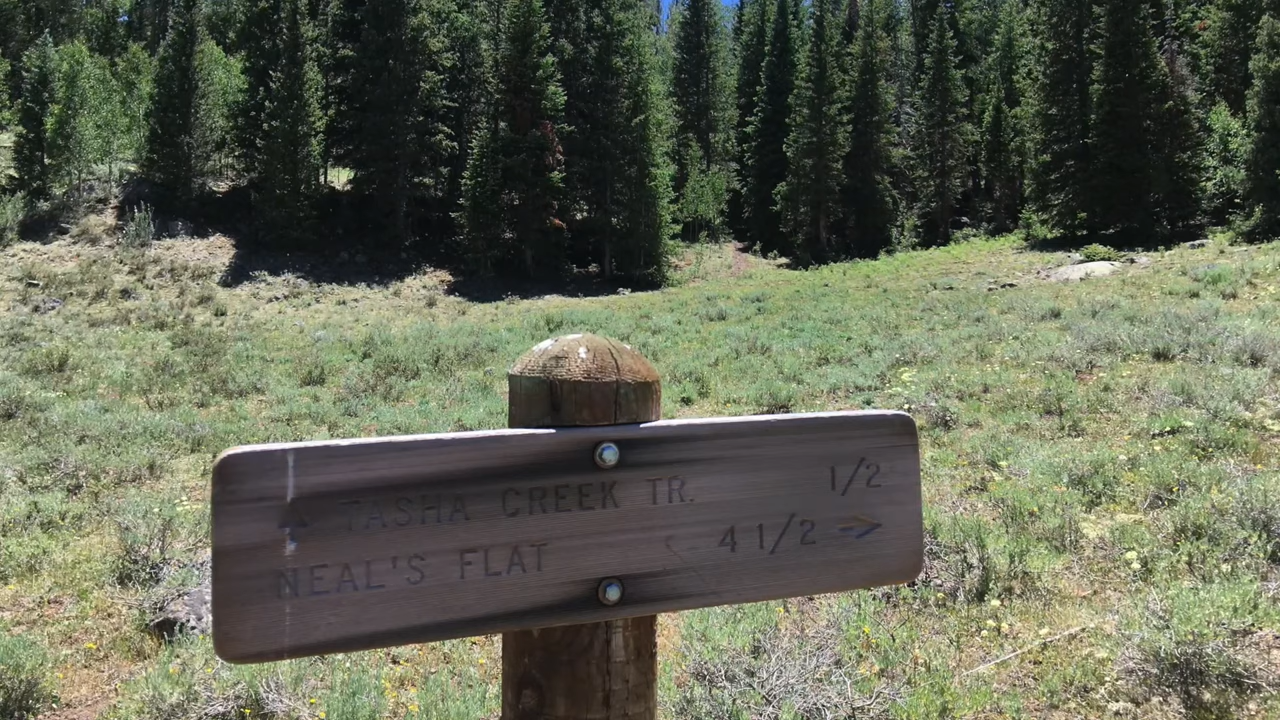 ▲ TASHA CREEK TR. 1/2
NEAL'S FLAT 4 1/2 →